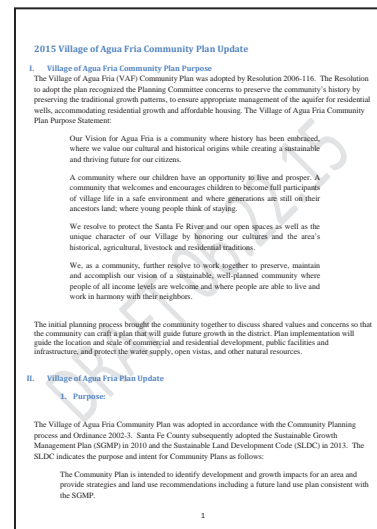 2015 Village of Agua Fria Community Plan Update
I. Village of Agua Fria Community Plan Purpose
The Village of Agua Fria (VAF) Community Plan was adopted by Resolution 2006-116. The Resolution
to adopt the plan recognized the Planning Committee concerns to preserve the community's history by
preserving the traditional growth patterns, to ensure appropriate management of the aquifer for residential
wells, accommodating residential growth and affordable housing. The Village of Agua Fria Community
Plan Purpose Statement:
Our Vision for Agua Fria is a community where history has been embraced,
where we value our cultural and historical origins while creating a sustainable
and thriving future for our citizens.
A community where our children have an opportunity to live and prosper. A
community that welcomes and encourages children to become full participants
of village life in a safe environment and where generations are still on their
ancestors land; where young people think of staying.
We resolve to protect the Santa Fe River and our open spaces as well as the
unique character of our Village by honoring our cultures and the area's
historical, agricultural, livestock and residential traditions.
We, as a community, further resolve to work together to preserve, maintain
and accomplish our vision of a sustainable, well-planned community where
people of all income levels are welcome and where people are able to live and
work in harmony with their neighbors.
The initial planning process brought the community together to discuss shared values and concerns so that
the community can craft a plan that will guide future growth in the district. Plan implementation will
guide the location and scale of commercial and residential development, public facilities and
infrastructure, and protect the water supply, open vistas, and other natural resources.
II. Village of Agua Fria Plan Update
1. Purpose:
The Village of Agua Fria Community Plan was adopted in accordance with the Community Planning
process and Ordinance 2002-3. Santa Fe County subsequently adopted the Sustainable Growth
Management Plan (SGMP) in 2010 and the Sustainable Land Development Code (SLDC) in 2013. The
SLDC indicates the purpose and intent for Community Plans as follows:
The Community Plan is intended to identify development and growth impacts for an area and
provide strategies and land use recommendations including a future land use plan consistent with
the SGMP.
1
DRAFT 06.22.15